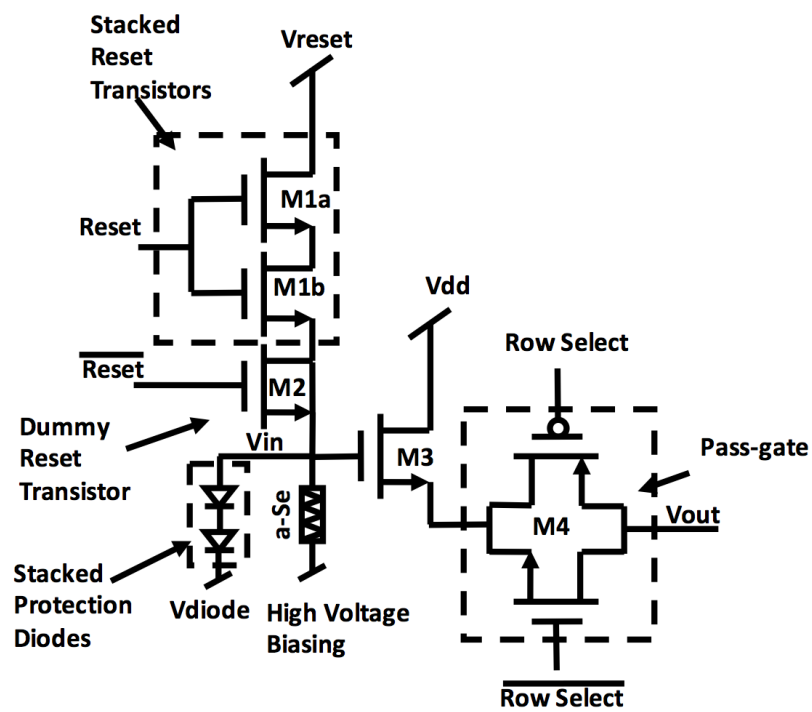 Stacked
Reset
Transistors
Vreset
M1a
Reset
M1b
Vdd
Reset
M2
Row Select
Dummy
Reset
Transistor
Vin
M3
Pass-gate
a-Se
M4
Vout
Stacked
Protection
Diodes
Vdiode
High Voltage
Biasing
Row Select